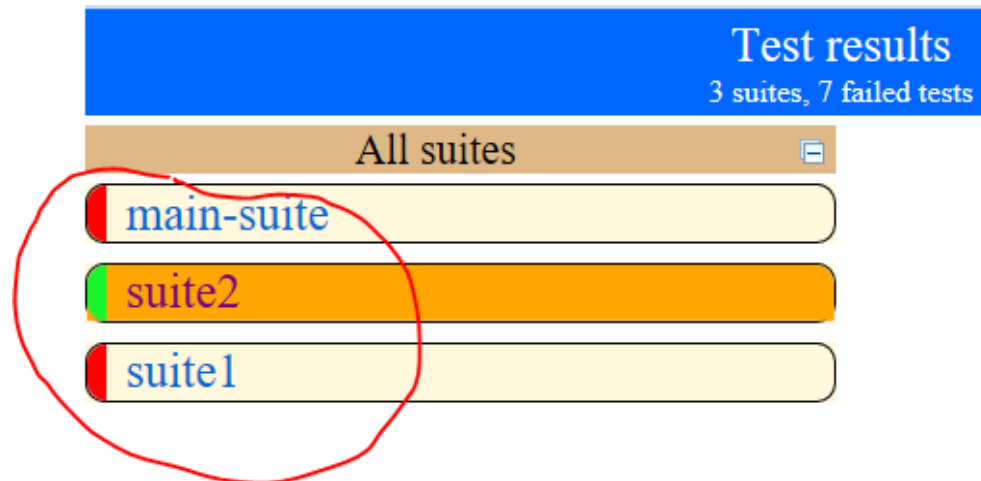 Test results
3 suites, 7 failed tests
All suites
main-suite
suite2
suite1